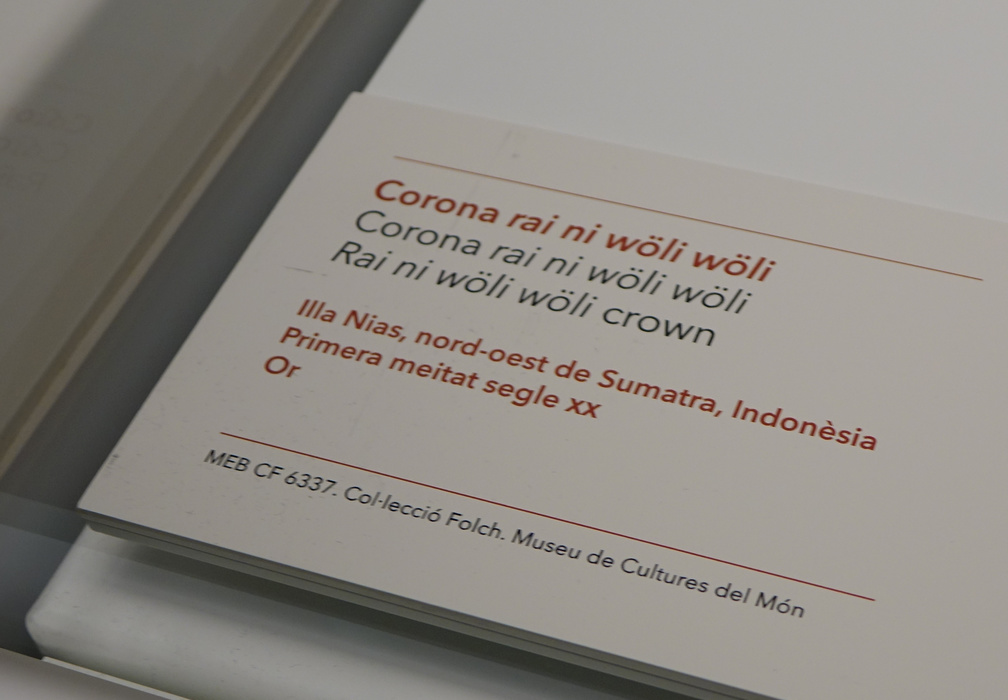 Corona rai ni wöli wöli
Corona rai ni wöli wöli
Rai ni wöli wöli crown
Illa Nias, nord-oest de Sumatra, Indonèsia
Primera meitat segle xx
Or
MEB CF 6337. Col·lecció Folch. Museu de Cultures del Món